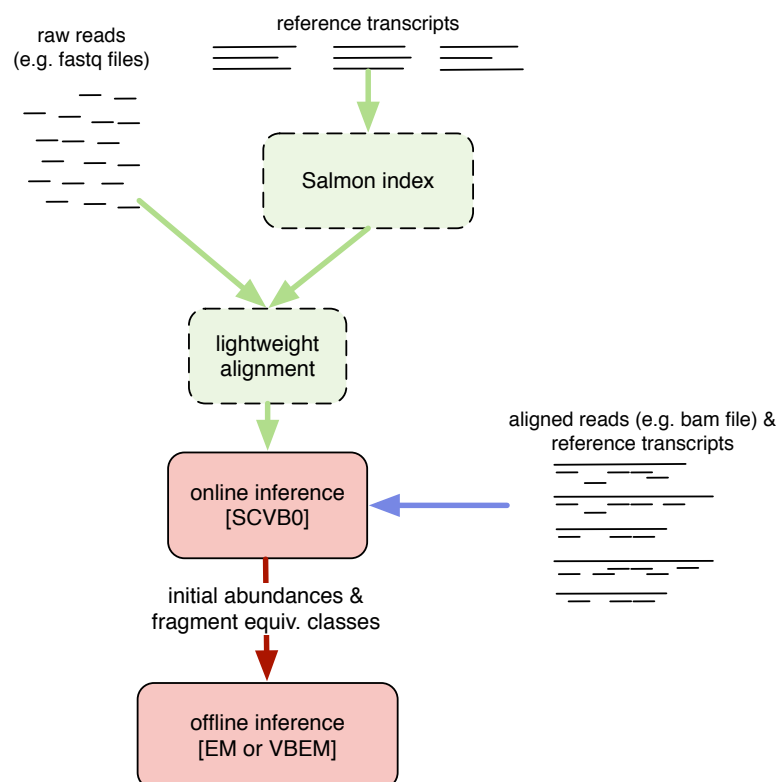 raw reads
(e.g. fastq files)
reference transcripts
Salmon index
lightweight
alignment
aligned reads (e.g. bam file) &
reference transcripts
online inference
[SCVB0]
initial abundances &
fragment equiv. classes
offline inference
[EM or VBEM]